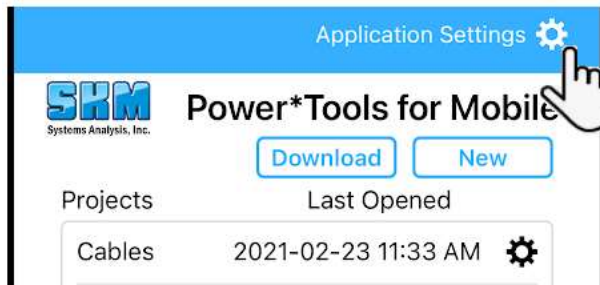 Application Settings
SKM
Systems Analysis, Inc.
Power*Tools for Mobile
Download New
Projects Last Opened
Cables 2021-02-23 11:33 AM